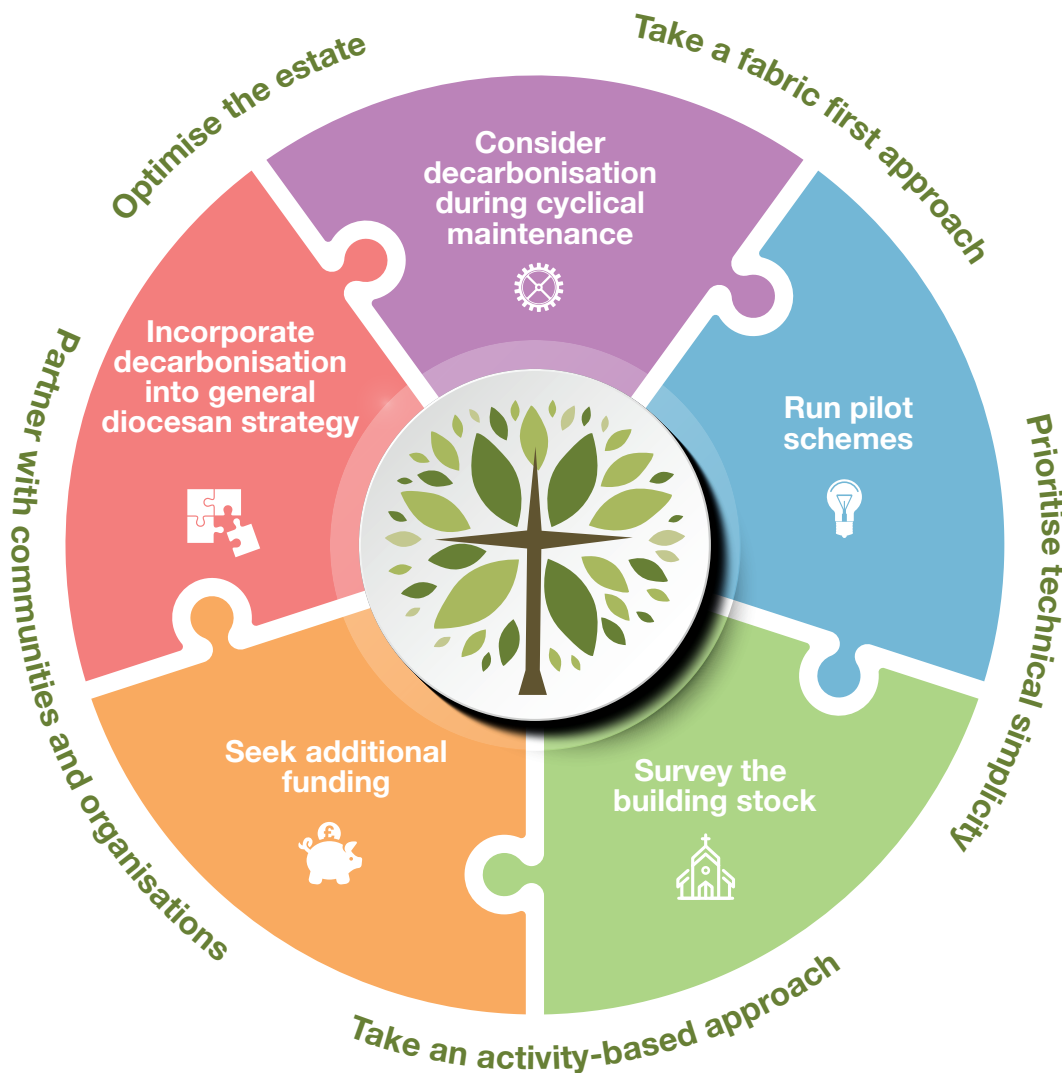 Optimise the estate
Take a fabric first approach
Consider
decarbonisation
during cyclical
maintenance
Incorporate
decarbonisation
into general
diocesan strategy
Run pilot
schemes
Partner with communities and organisations
Prioritise technical simplicity
Seek additional
funding
£
Survey the
building stock
Take an activity-based approach